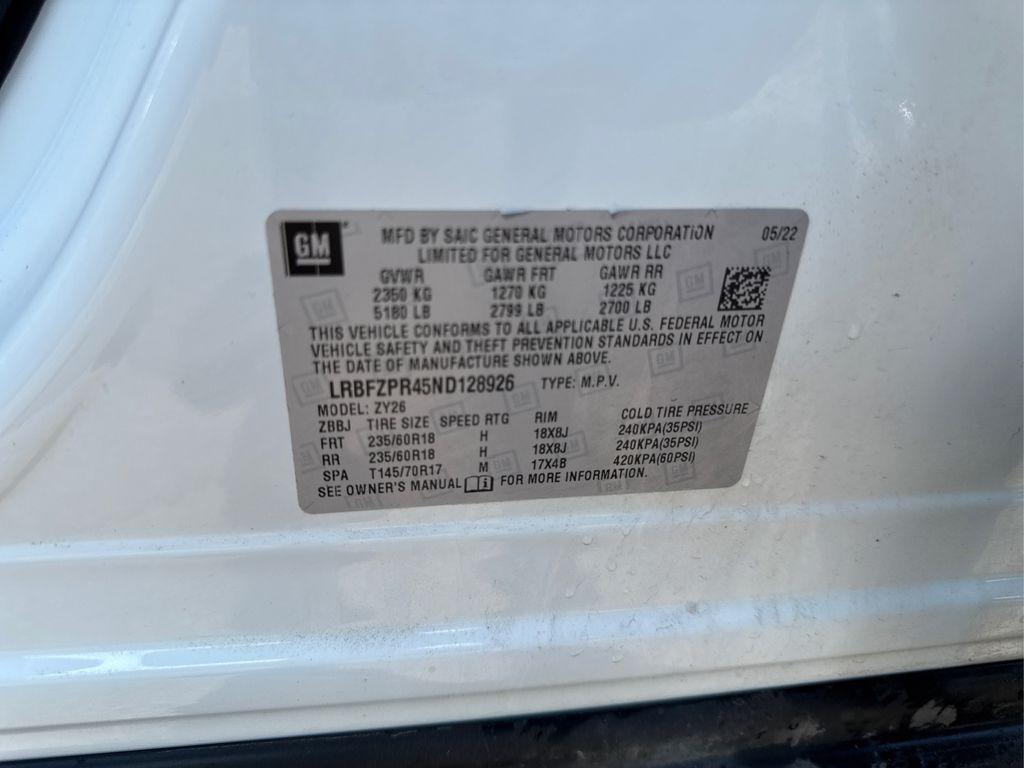 GM
MFD BY SAIC GENERAL MOTORS CORPORATION 05/22
LIMITED FOR GENERAL MOTORS LLC
GVWR GAWR FRT GAWR RR
2350 KG 1270 KG 1225 KG
5180 LB 2799 LB 2700 LB
THIS VEHICLE CONFORMS TO ALL APPLICABLE U.S. FEDERAL MOTOR
VEHICLE SAFETY AND THEFT PREVENTION STANDARDS IN EFFECT ON
THE DATE OF MANUFACTURE SHOWN ABOVE.
LRBFZPR45ND128926 TYPE: M.P.V.
MODEL: ZY26
ZBBJ TIRE SIZE SPEED RTG RIM COLD TIRE PRESSURE
FRT 235/60R18 H 18X8J 240KPA(35PSI)
RR 235/60R18 H 18X8J 240KPA(35PSI)
SPA T145/70R17 M 17X4B 420KPA(60PSI)
SEE OWNER'S MANUAL i FOR MORE INFORMATION.